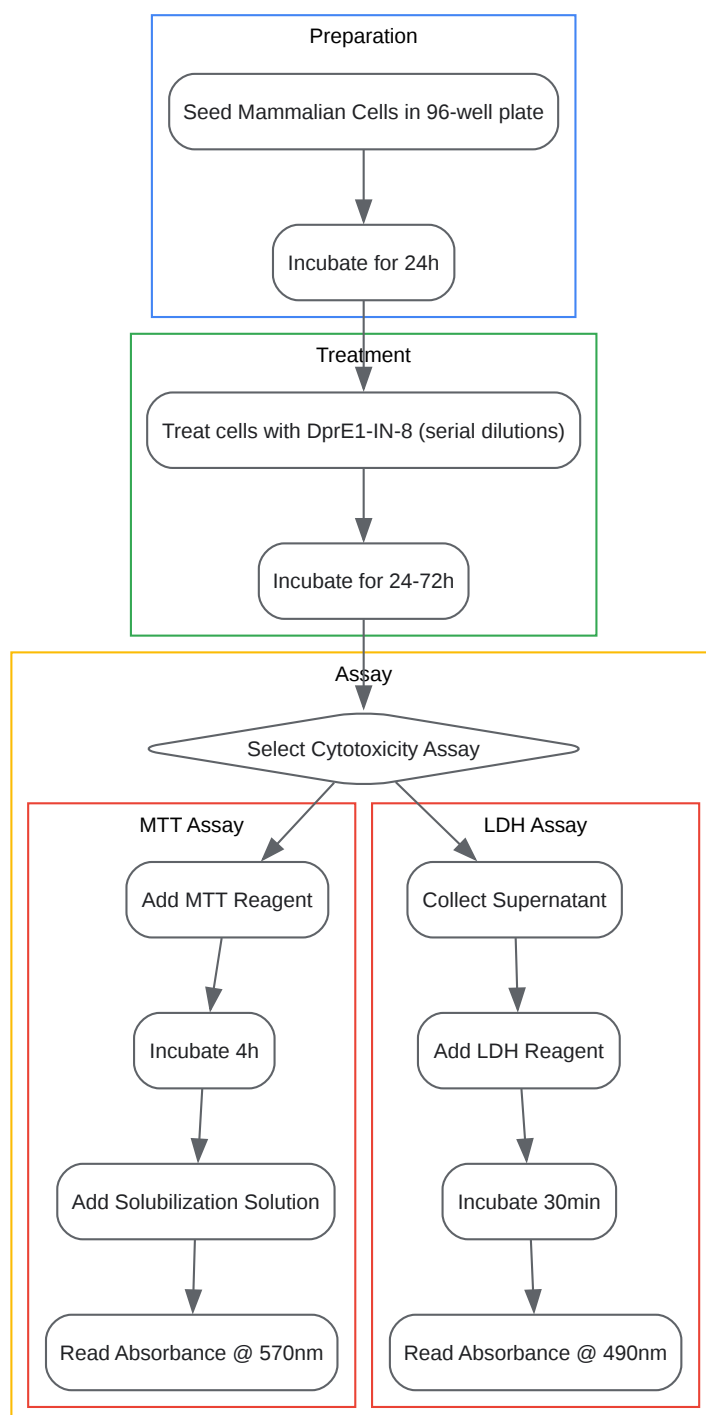 Preparation
Seed Mammalian Cells in 96-well plate
Incubate for 24h
Treatment
Treat cells with DprE1-IN-8 (serial dilutions)
Incubate for 24-72h
Assay
Select Cytotoxicity Assay
MTT Assay
Add MTT Reagent
Incubate 4h
Add Solubilization Solution
Read Absorbance @ 570nm
LDH Assay
Collect Supernatant
Add LDH Reagent
Incubate 30min
Read Absorbance @ 490nm